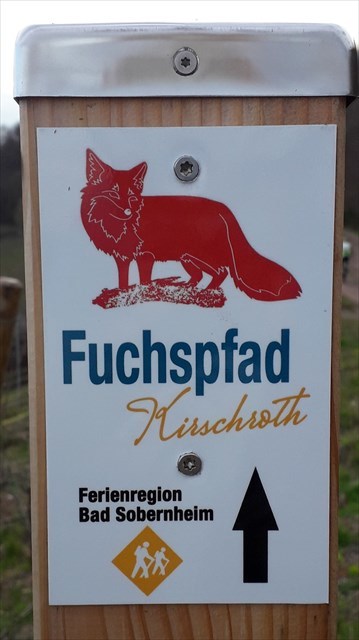 Fuchspfad
Kirschroth
Ferienregion
Bad Sobernheim